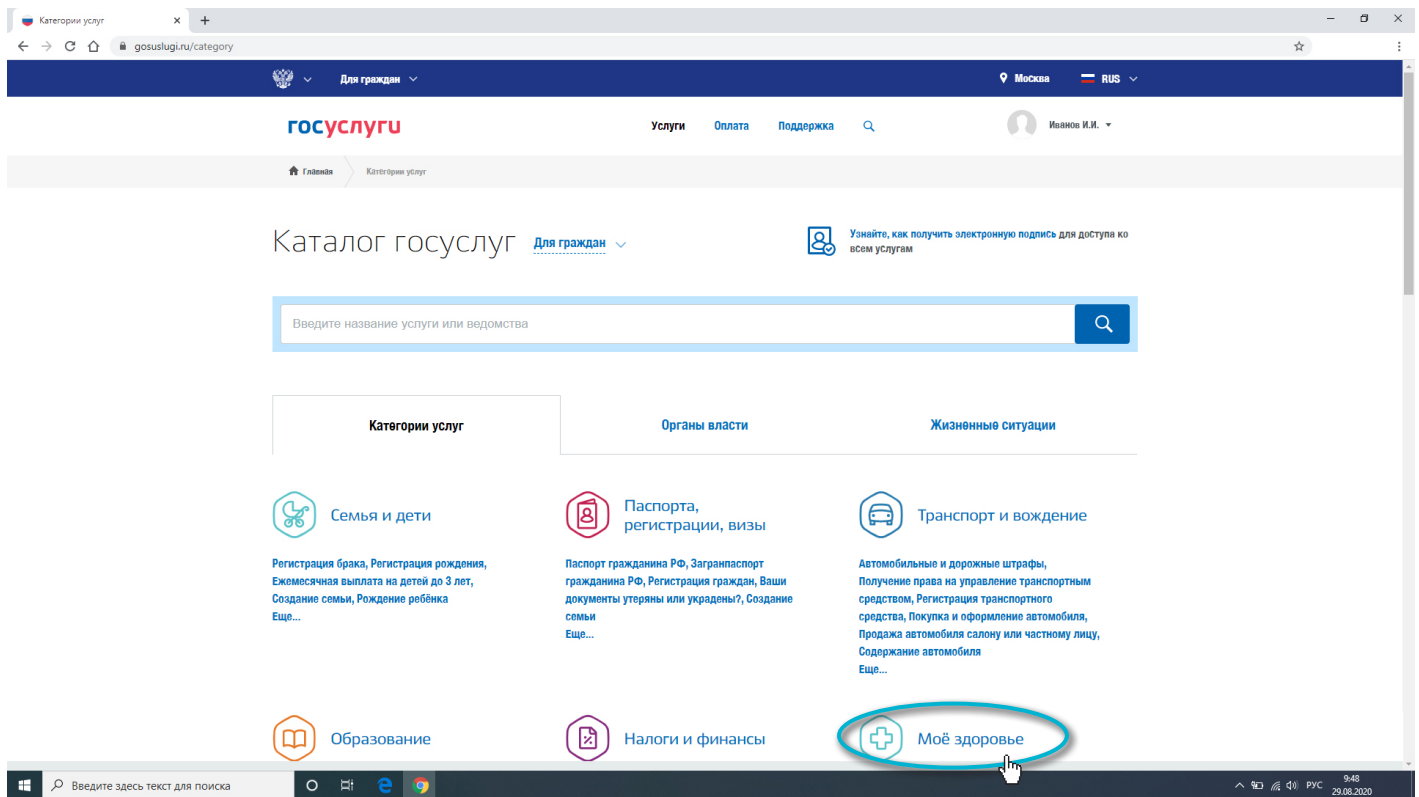 Категории услуг
gosuslugi.ru/category
Для граждан
Москва
RUS
госуслуги
Услуги
Оплата
Поддержка
Иванов И.И.
Главная
Категории услуг
Каталог госуслуг
Для граждан
Узнайте, как получить электронную подпись для доступа ко
всем услугам
Введите название услуги или ведомства
Категории услуг
Органы власти
Жизненные ситуации
Семья и дети
Регистрация брака, Регистрация рождения,
Ежемесячная выплата на детей до 3 лет,
Создание семьи, Рождение ребёнка
Еще...
Паспорта,
регистрации, визы
Паспорт гражданина РФ, Загранпаспорт
гражданина РФ, Регистрация граждан, Ваши
документы утеряны или украдены?, Создание
семьи
Еще...
Транспорт и вождение
Автомобильные и дорожные штрафы,
Получение права на управление транспортным
средством, Регистрация транспортного
средства, Покупка и оформление автомобиля,
Продажа автомобиля салону или частному лицу,
Содержание автомобиля
Еще...
Образование
Налоги и финансы
Моё здоровье
Введите здесь текст для поиска
РУС
9:48
29.08.2020